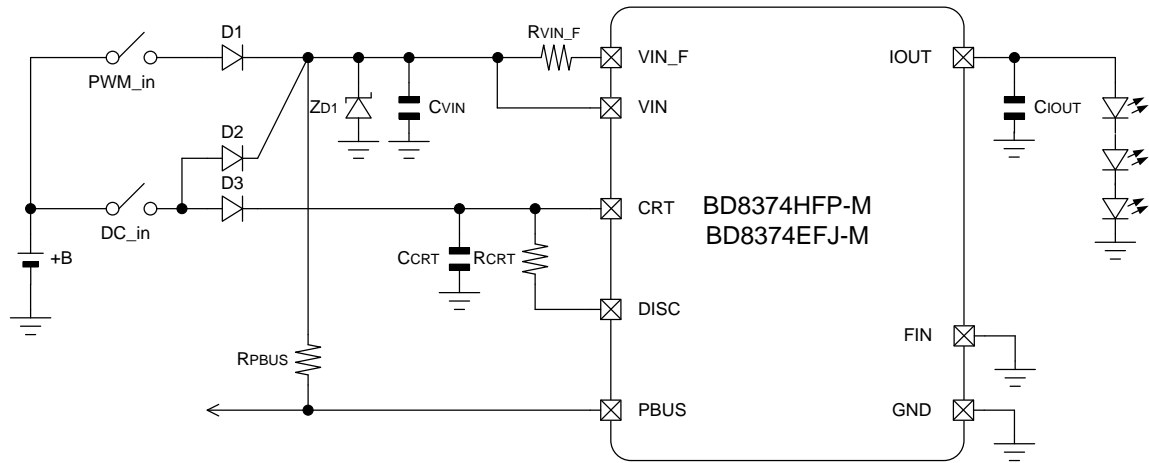 D1
RVIN_F
PWM_in
VIN_F
IOUT
ZD1
CVIN
VIN
CIOUT
D2
D3
CRT
BD8374HFP-M
BD8374EFJ-M
DC_in
+B
CCRT
RCRT
DISC
FIN
RPBUS
PBUS
GND